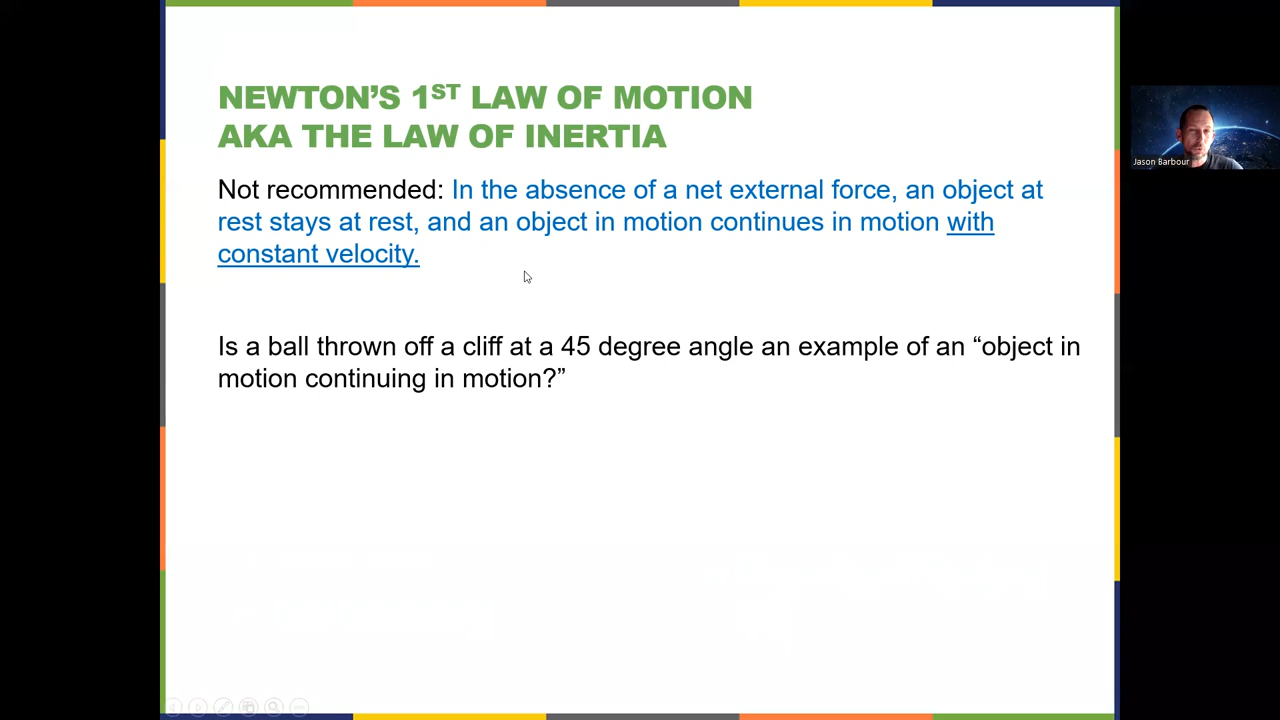 NEWTON'S 1ST LAW OF MOTION
AKA THE LAW OF INERTIA
Not recommended: In the absence of a net external force, an object at
rest stays at rest, and an object in motion continues in motion with
constant velocity.
Is a ball thrown off a cliff at a 45 degree angle an example of an “object in
motion continuing in motion?”
Jason Barbour